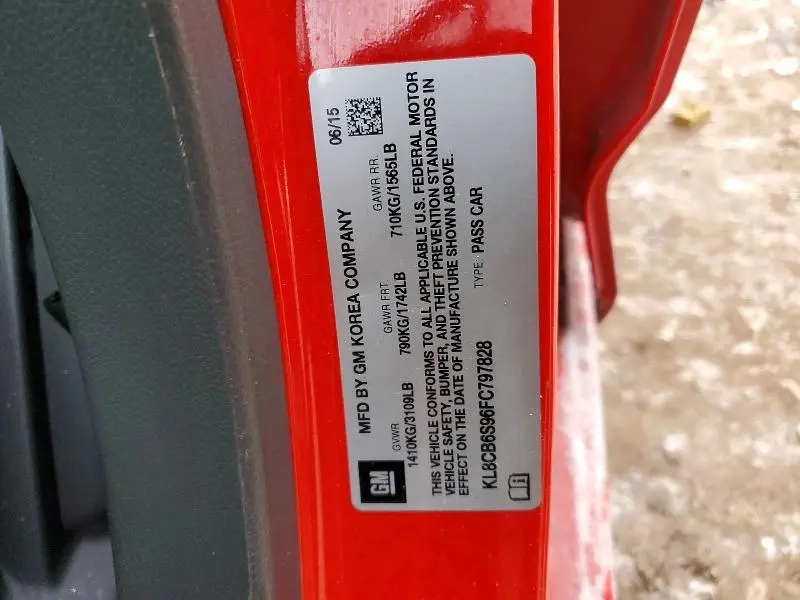 MFD BY GM KOREA COMPANY 06/15
GVWR GAWR FRT. GAWR RR.
1410KG/3109LB 790KG/1742LB 710KG/1565LB
THIS VEHICLE CONFORMS TO ALL APPLICABLE U.S. FEDERAL MOTOR
VEHICLE SAFETY, BUMPER, AND THEFT PREVENTION STANDARDS IN
EFFECT ON THE DATE OF MANUFACTURE SHOWN ABOVE.
KL8CB6S96FC797828 TYPE: PASS CAR
GM